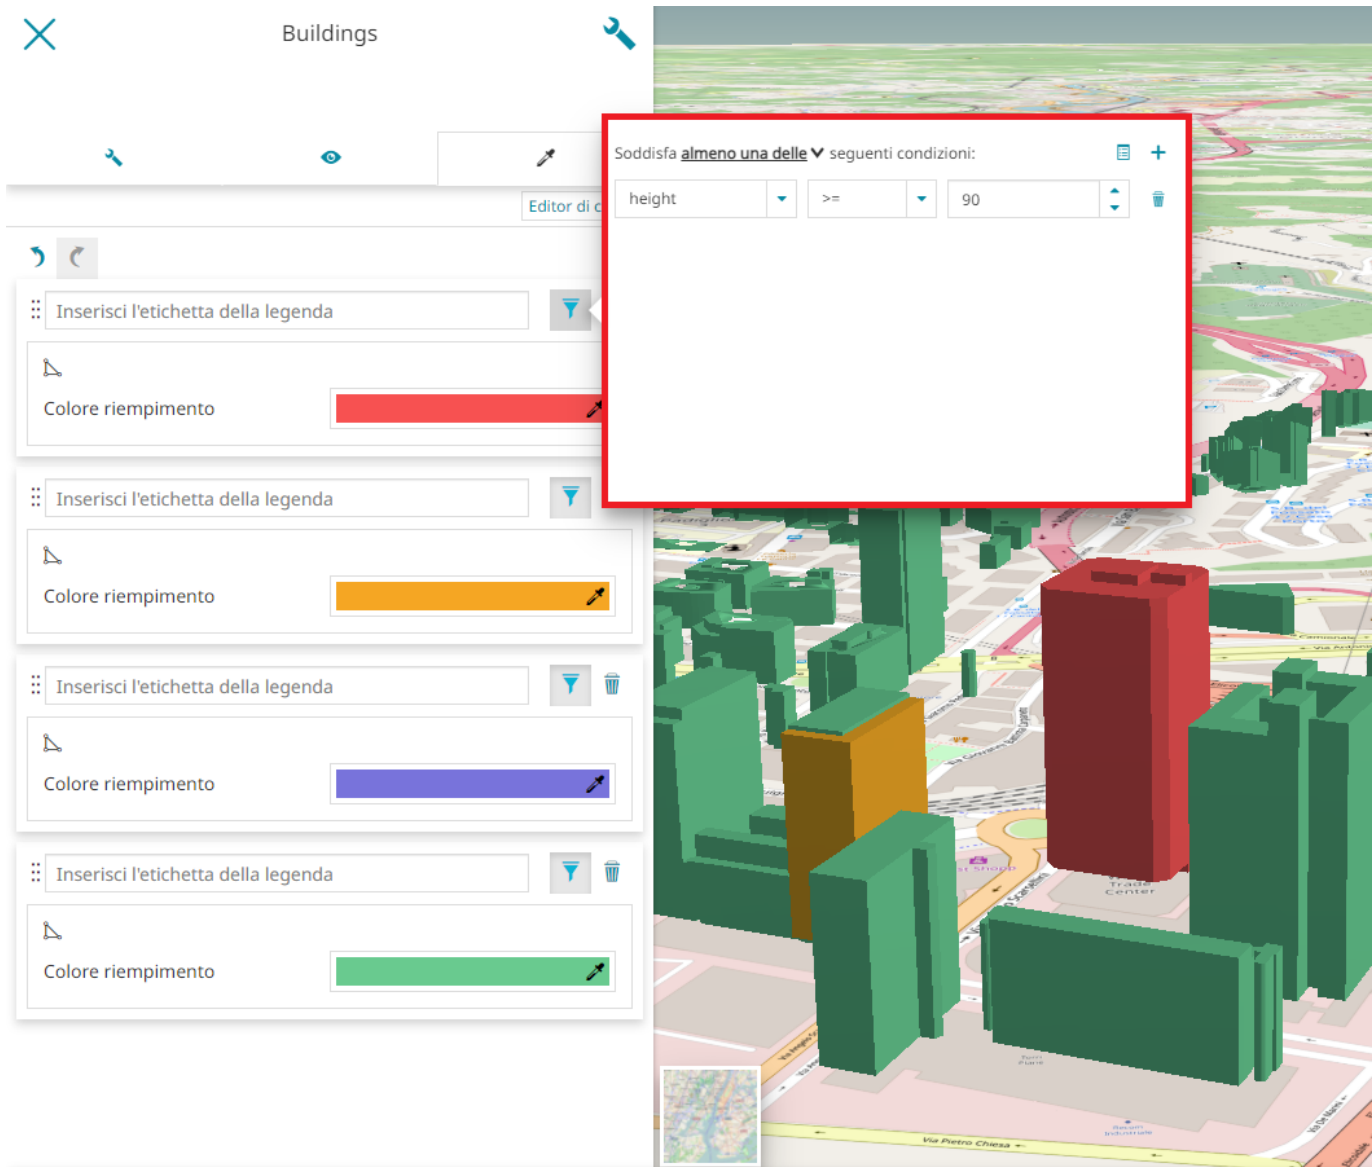 Buildings
Soddisfa almeno una delle seguenti condizioni:
height
>=
90
Editor di c
Inserisci l'etichetta della legenda
Colore riempimento
Inserisci l'etichetta della legenda
Colore riempimento
Inserisci l'etichetta della legenda
Colore riempimento
Inserisci l'etichetta della legenda
Colore riempimento
Trade
Center
Via Pietro Chiesa